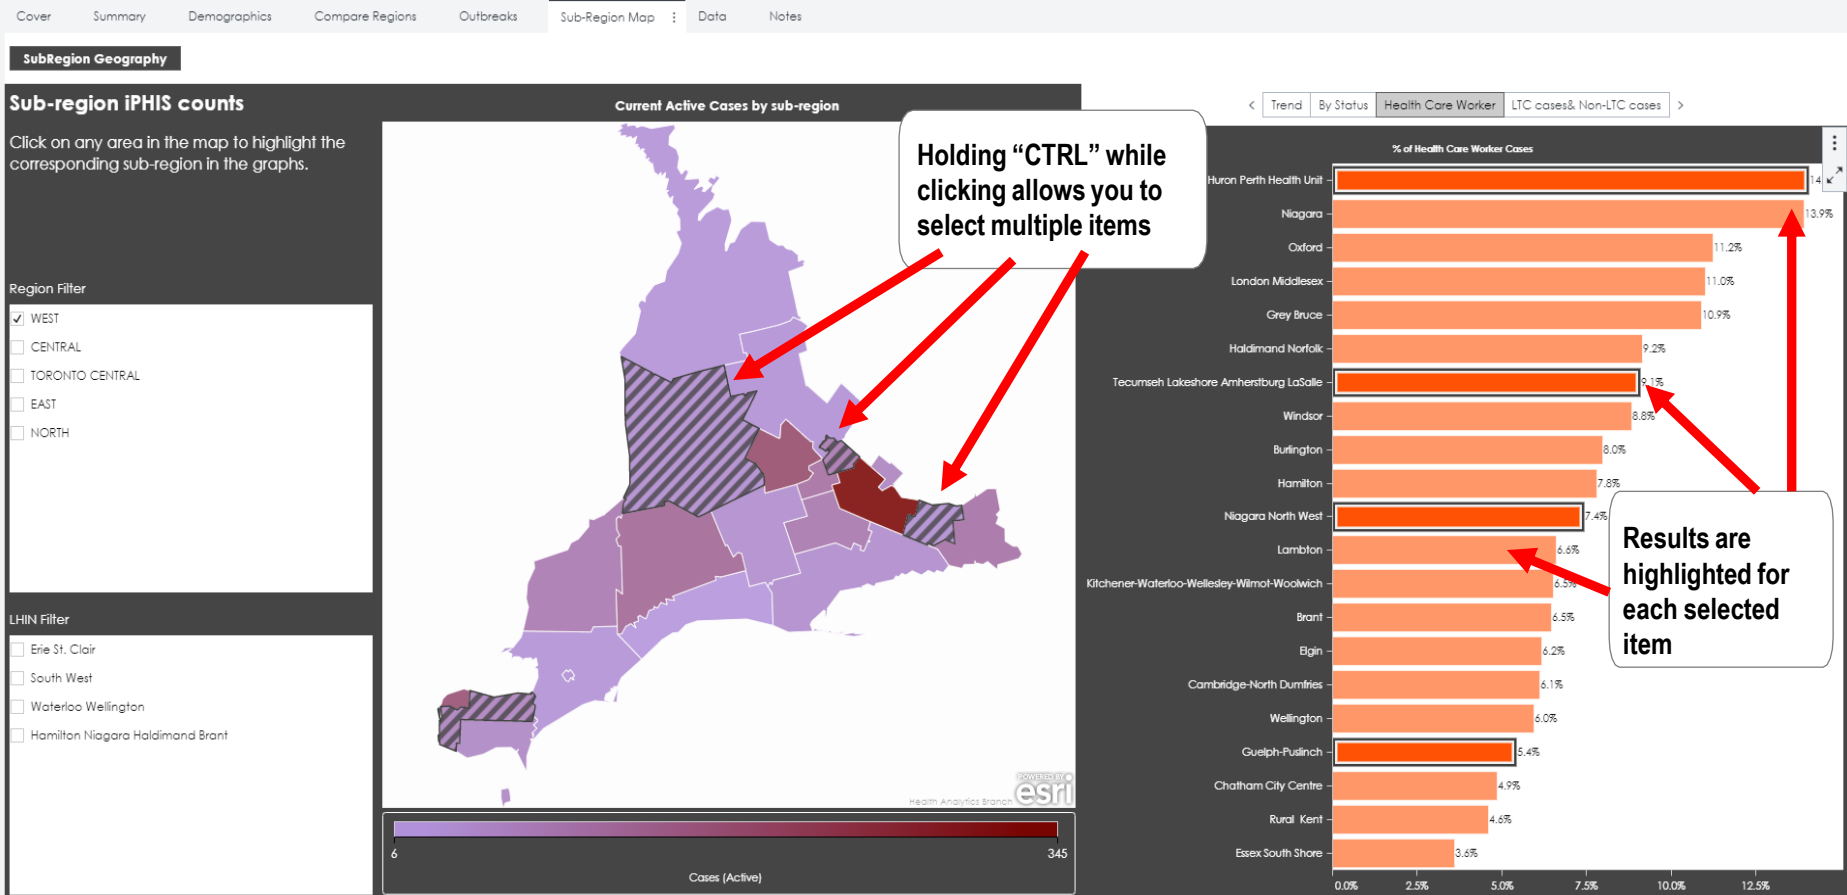 Cover Summary Demographics Compare Regions Outbreaks Sub-Region Map Data Notes
SubRegion Geography
Sub-region iPHIS counts
Click on any area in the map to highlight the
corresponding sub-region in the graphs.
Region Filter
WEST
CENTRAL
TORONTO CENTRAL
EAST
NORTH
LHIN Filter
Erie St. Clair
South West
Waterloo Wellington
Hamilton Niagara Haldimand Brant
Current Active Cases by sub-region
Holding “CTRL” while
clicking allows you to
select multiple items
POWERED BY
esri
Health Analytics Branch
6 345
Cases (Active)
< Trend By Status Health Care Worker LTC cases& Non-LTC cases >
% of Health Care Worker Cases
Huron Perth Health Unit 14.
Niagara 13.9%
Oxford 11.2%
London Middlesex 11.0%
Grey Bruce 10.9%
Haldimand Norfolk 9.2%
Tecumseh Lakeshore Amherstburg LaSalle 9.1%
Windsor 8.8%
Burlington 8.0%
Hamilton 7.8%
Niagara North West 7.4%
Lambton 6.6%
Kitchener-Waterloo-Wellesley-Wilmot-Woolwich 6.5%
Brant 6.5%
Elgin 6.2%
Cambridge-North Dumfries 6.1%
Wellington 6.0%
Guelph-Puslinch 5.4%
Chatham City Centre 4.9%
Rural Kent 4.6%
Essex South Shore 3.6%
0.0% 2.5% 5.0% 7.5% 10.0% 12.5%
Results are
highlighted for
each selected
item